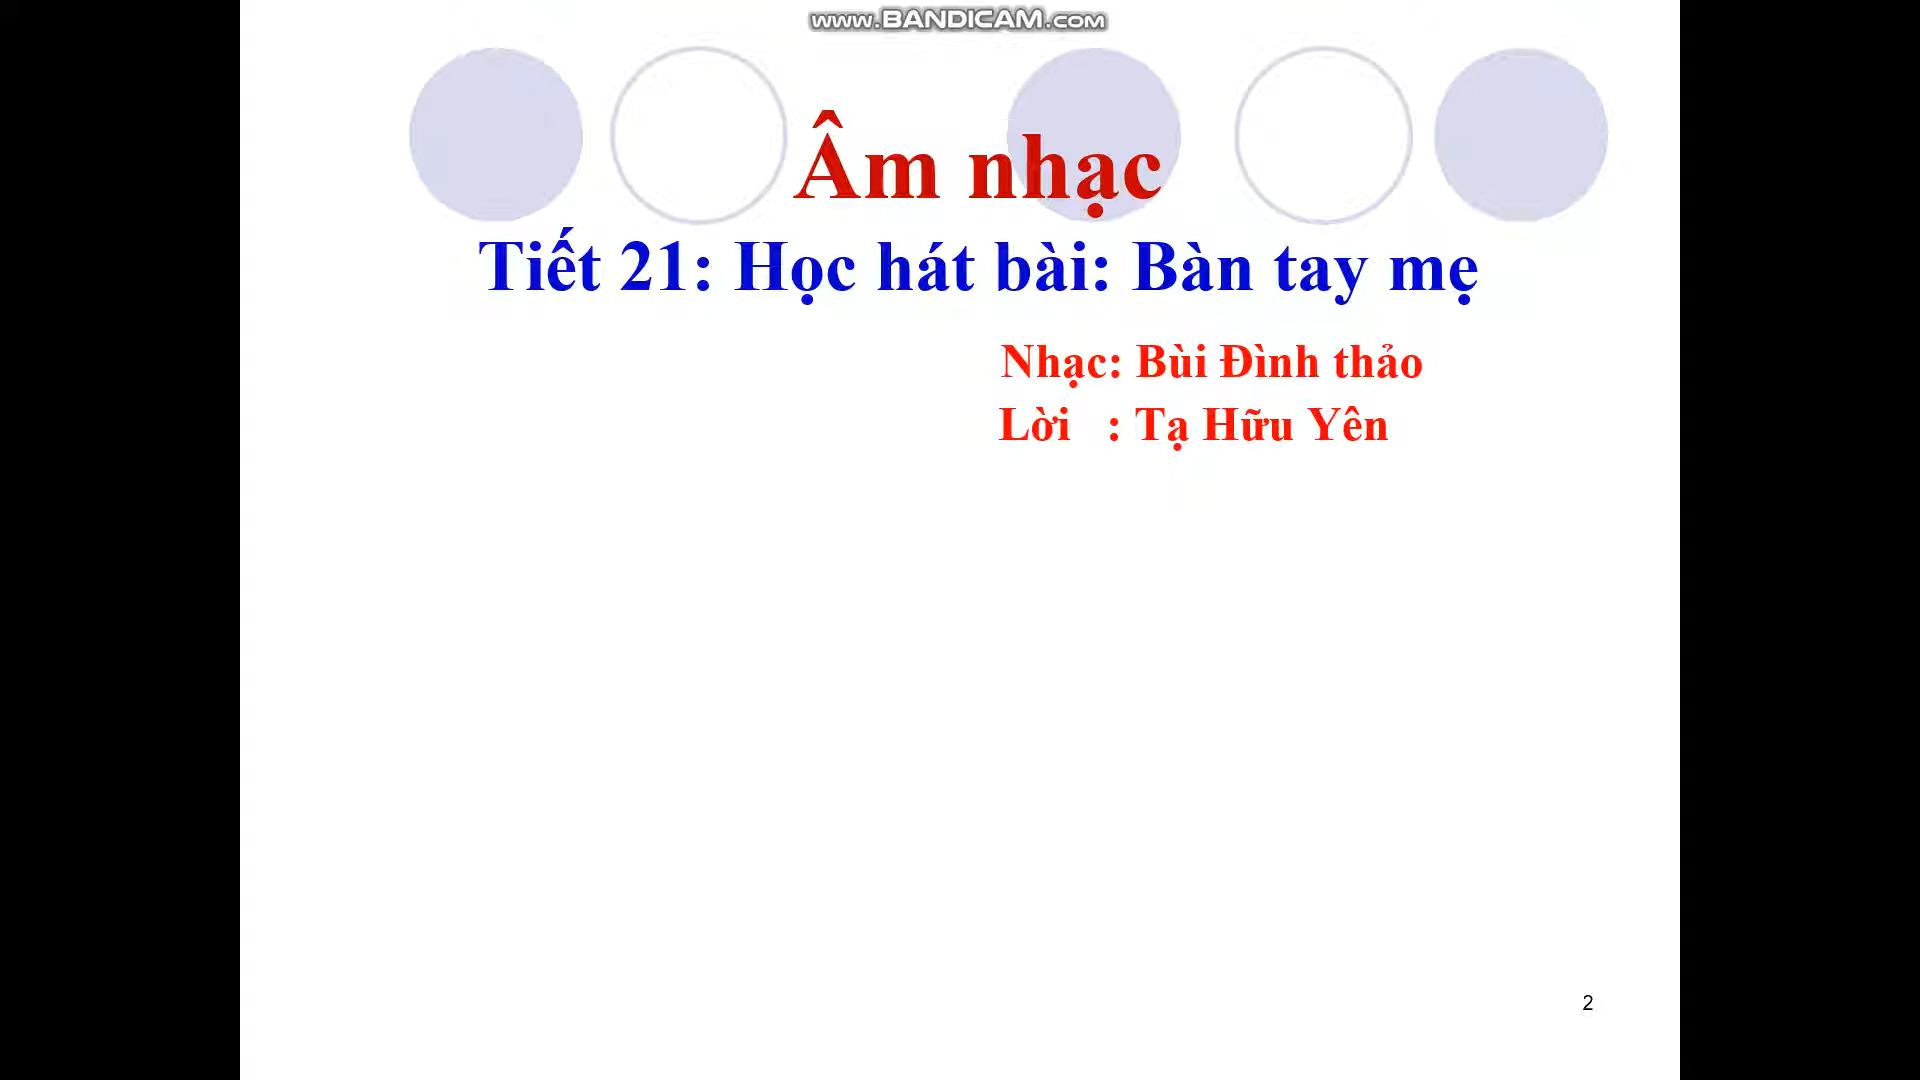 www.BANDICAM.com
Âm nhạc
Tiết 21: Học hát bài: Bàn tay mẹ
Nhạc: Bùi Đình thảo
Lời : Tạ Hữu Yên
2